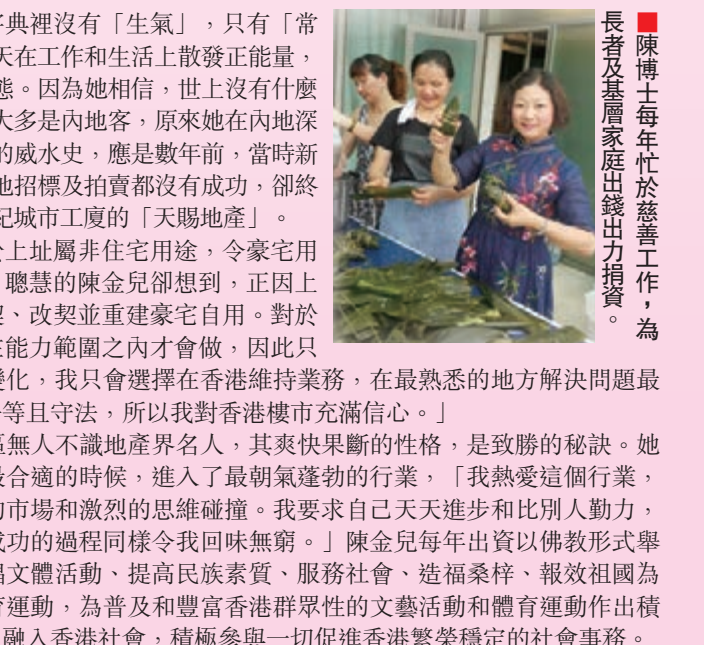 典裡沒有「生氣」，只有「常
天在工作和生活上散發正能量，
態。因為她相信，世上沒有什麼
大多是內地客，原來她在內地深
的威水史，應是數年前，當時新
地招標及拍賣都沒有成功，卻終
紀城市工廈的「天賜地產」。
上址屬非住宅用途，令豪宅用
聰慧的陳金兒卻想到，正因上
、改契並重建豪宅自用。對於
在能力範圍之內才會做，因此只
變化，我只會選擇在香港維持業務，在最熟悉的地方解決問題最
等且守法，所以我對香港樓市充滿信心。」
區無人不識地產界名人，其爽快果斷的性格，是致勝的秘訣。她
最合適的時候，進入了最朝氣蓬勃的行業，「我熱愛這個行業，
的市場和激烈的思維碰撞。我要求自己天天進步和比別人勤力，
成功的過程同樣令我回味無窮。」陳金兒每年出資以佛教形式舉
倡文體活動、提高民族素質、服務社會、造福桑梓、報效祖國為
育運動，為普及和豐富香港群眾性的文藝活動和體育運動作出積
融入香港社會，積極參與一切促進香港繁榮穩定的社會事務。
■陳博士每年忙於慈善工作，為
長者及基層家庭出錢出力捐資。